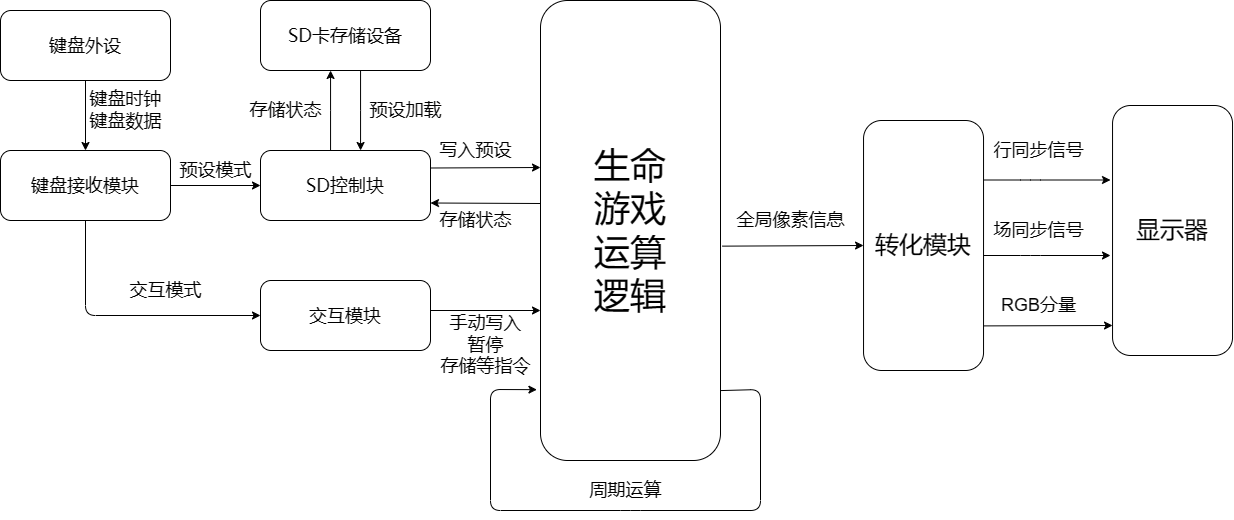 键盘外设
SD卡存储设备
键盘时钟
键盘数据
存储状态
预设加载
键盘接收模块
预设模式
SD控制块
写入预设
存储状态
交互模式
交互模块
手动写入
暂停
存储等指令
生命
游戏
运算
逻辑
周期运算
全局像素信息
转化模块
行同步信号
场同步信号
RGB分量
显示器